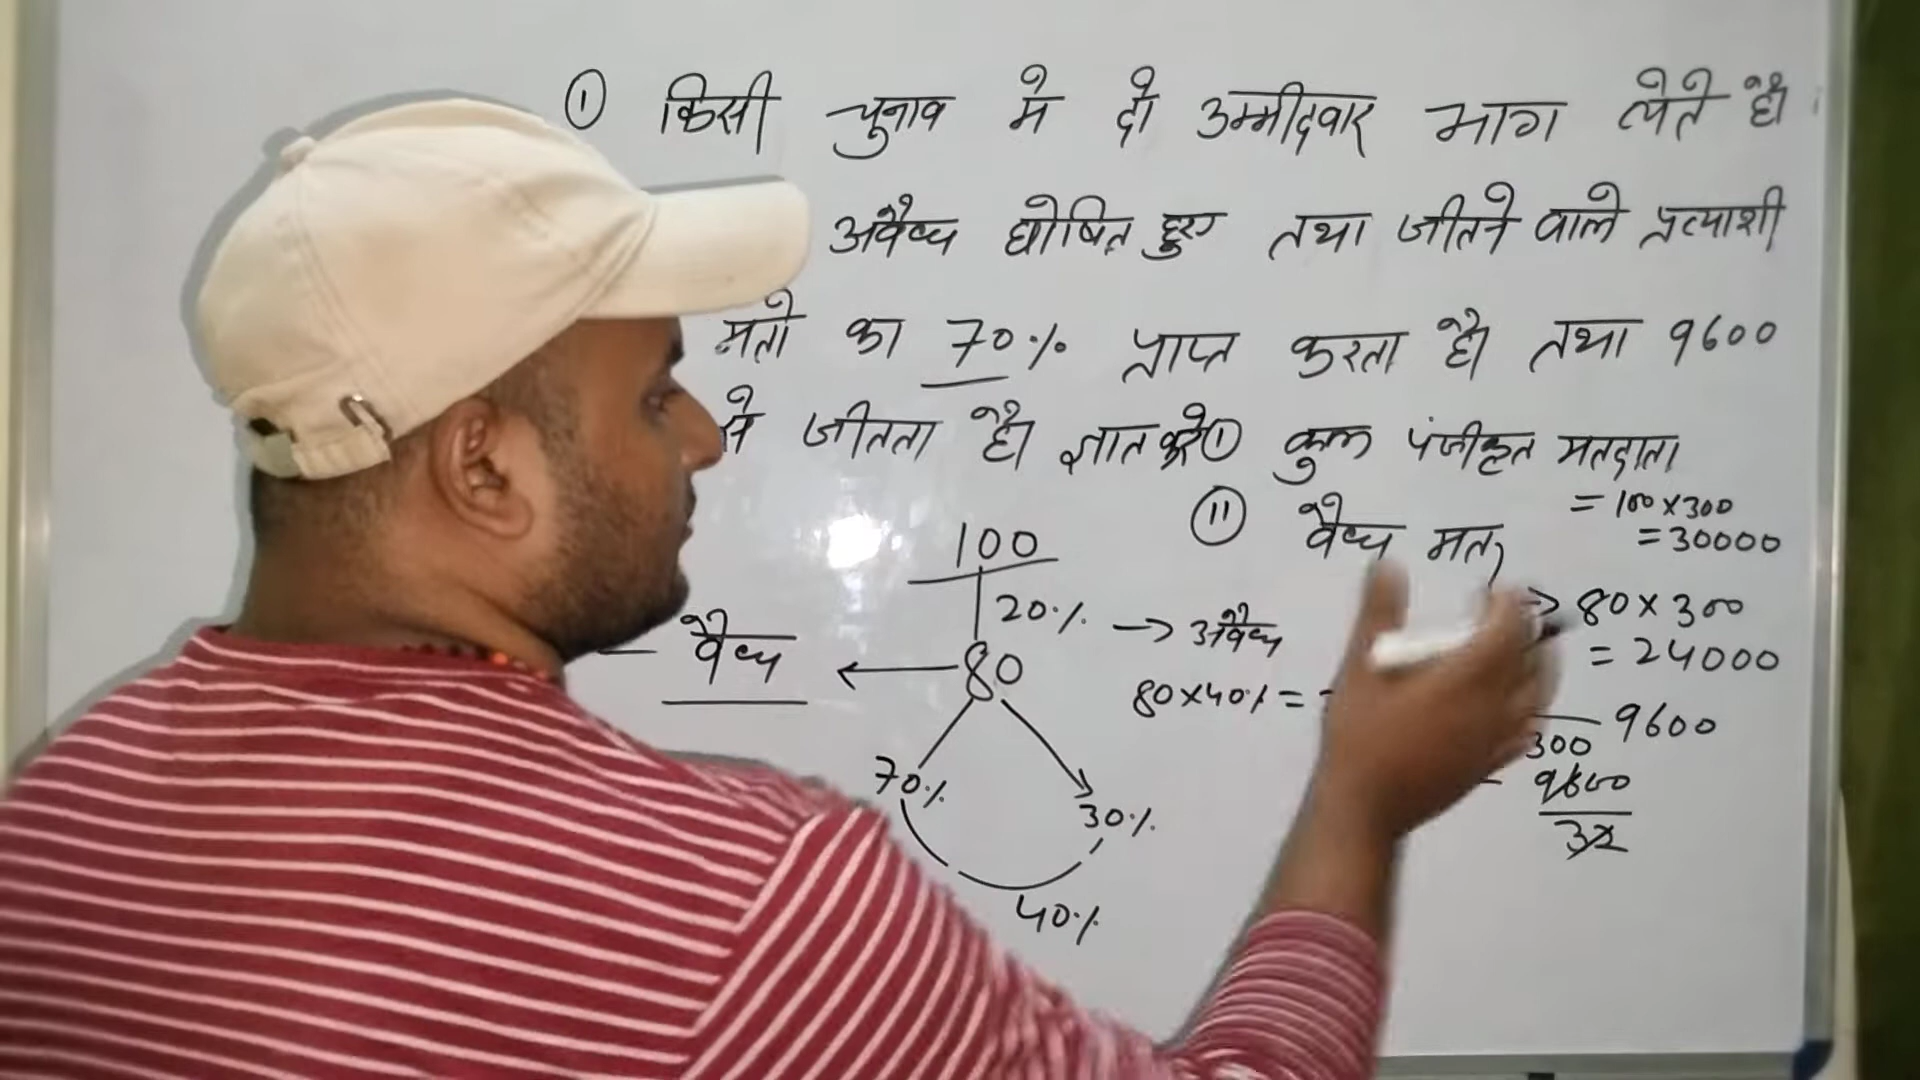 ① किसी चुनाव मे दो उम्मीदवार भाग लेते है।
अवैध्य घोषित हुए तथा जीतने वाले प्रत्याशी
मतो का 70% प्राप्त करता है। तथा 9600
से जीतता है। ज्ञात करे ① कुल पंजीकृत मतदाता
= 100 x 300
= 30000
⑪ वैध्य मत
→ 80 x 300
= 24000
100
20% → अवैध्य
वैध्य ← 80
80 x 40% =
70% 30%
40%
9600
300
9600
32